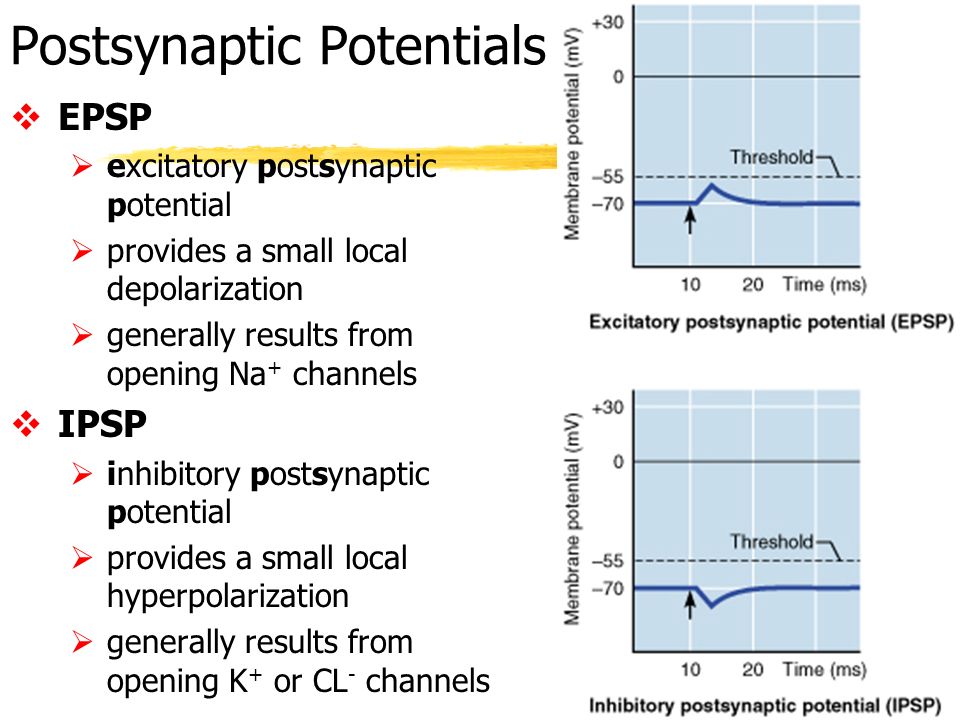 Postsynaptic Potentials
❖ EPSP
➢ excitatory postsynaptic
potential
➢ provides a small local
depolarization
➢ generally results from
opening Na⁺ channels
❖ IPSP
➢ inhibitory postsynaptic
potential
➢ provides a small local
hyperpolarization
➢ generally results from
opening K⁺ or CL⁻ channels
Membrane potential (mV)
+30
0
Threshold
–55
–70
10 20 Time (ms)
Excitatory postsynaptic potential (EPSP)
Membrane potential (mV)
+30
0
Threshold
–55
–70
10 20 Time (ms)
Inhibitory postsynaptic potential (IPSP)